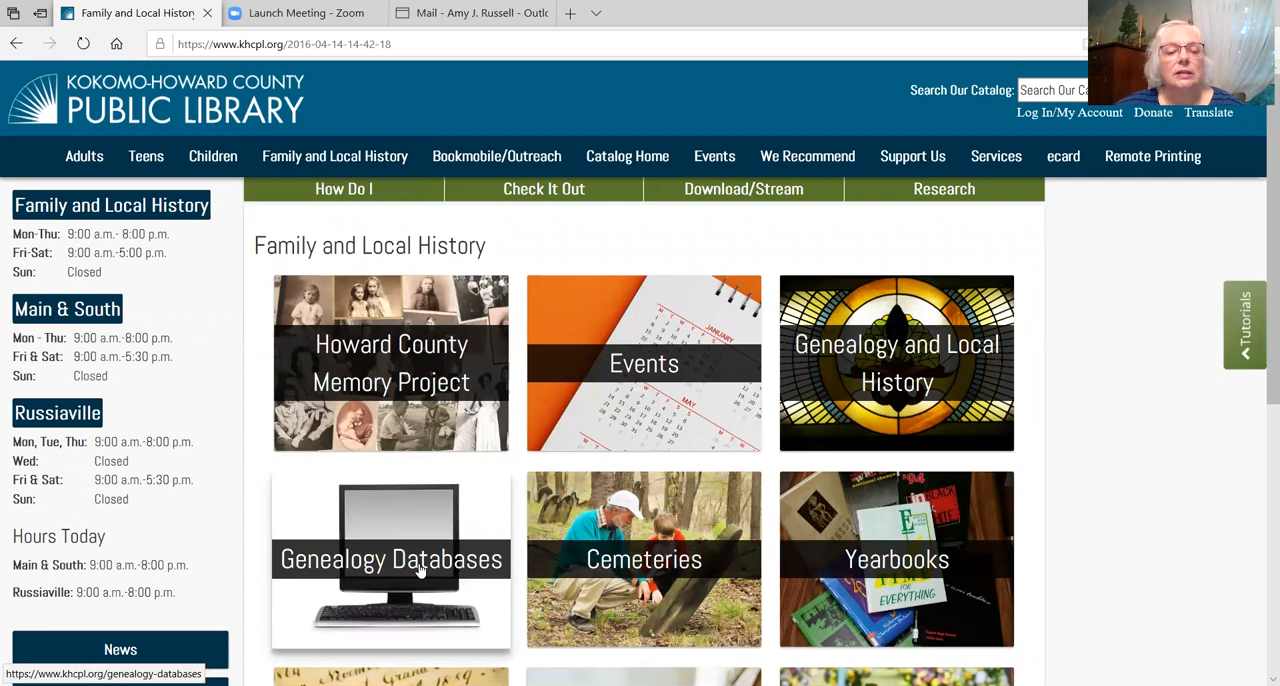 Family and Local History
Launch Meeting - Zoom
Mail - Amy J. Russell - Outlo
https://www.khcpl.org/2016-04-14-14-42-18
KOKOMO-HOWARD COUNTY
PUBLIC LIBRARY
Search Our Catalog:
Search Our Ca
Log In/My Account
Donate
Translate
Adults
Teens
Children
Family and Local History
Bookmobile/Outreach
Catalog Home
Events
We Recommend
Support Us
Services
ecard
Remote Printing
How Do I
Check It Out
Download/Stream
Research
Family and Local History
Mon-Thu: 9:00 a.m.- 8:00 p.m.
Fri-Sat: 9:00 a.m.-5:00 p.m.
Sun: Closed
Main & South
Mon - Thu: 9:00 a.m.-8:00 p.m.
Fri & Sat: 9:00 a.m.-5:30 p.m.
Sun: Closed
Russiaville
Mon, Tue, Thu: 9:00 a.m.-8:00 p.m.
Wed: Closed
Fri & Sat: 9:00 a.m.-5:30 p.m.
Sun: Closed
Hours Today
Main & South: 9:00 a.m.-8:00 p.m.
Russiaville: 9:00 a.m.-8:00 p.m.
News
Family and Local History
Howard County
Memory Project
Events
JANUARY
MAY
Genealogy and Local
History
Genealogy Databases
Cemeteries
Yearbooks
'94
in BLACK
FOR
EVERYTHING
Tutorials
https://www.khcpl.org/genealogy-databases